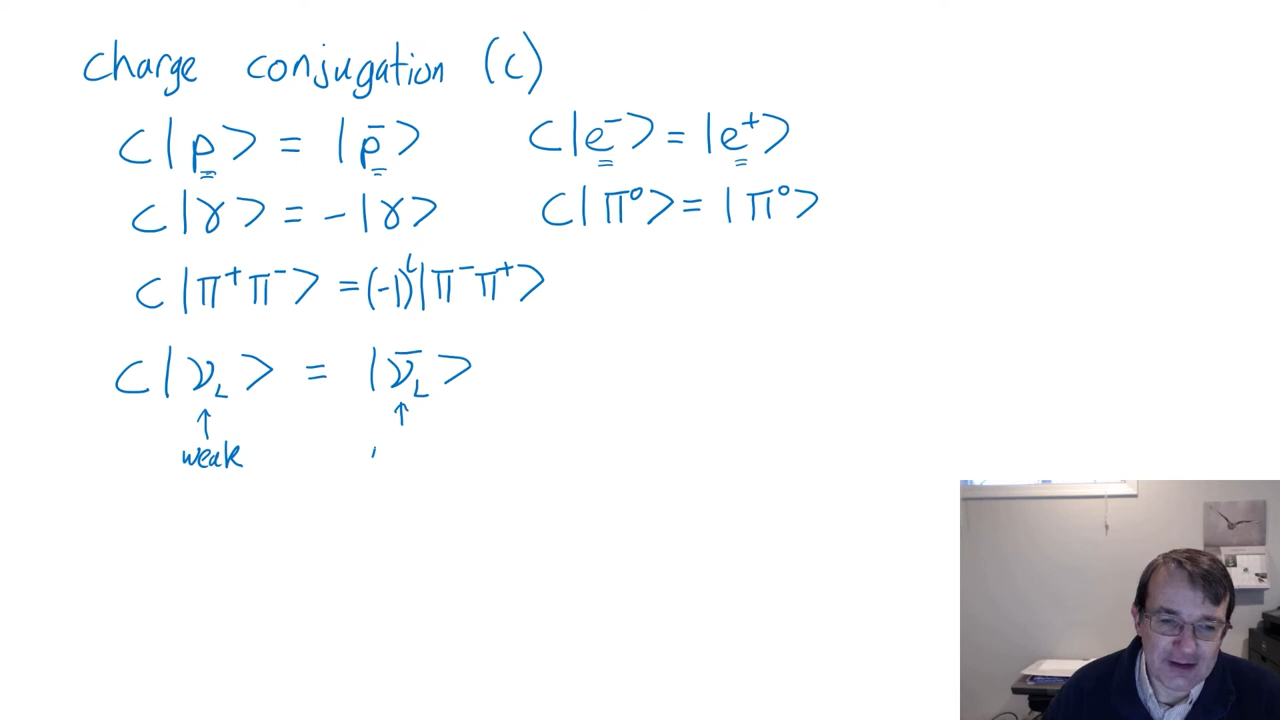 charge conjugation (C)
C|p> = |p̄> C|e⁻> = |e⁺>
C|γ> = -|γ> C|π⁰> = |π⁰>
C|π⁺π⁻> = (-1)ᴸ|π⁻π⁺>
C|ν_L> = |ν̄_L>
↑ ↑
weak